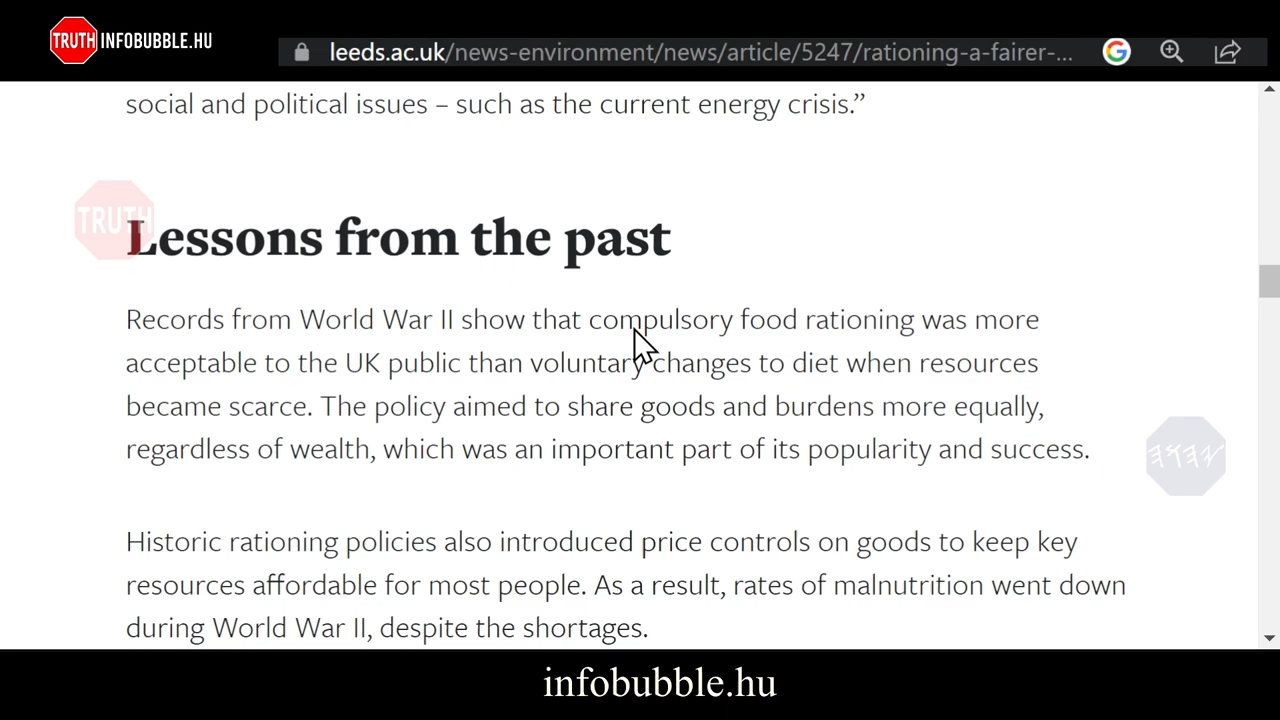 TRUTH INFOBUBBLE.HU
leeds.ac.uk/news-environment/news/article/5247/rationing-a-fairer-...
social and political issues – such as the current energy crisis.”
TRUTH
Lessons from the past
Records from World War II show that compulsory food rationing was more
acceptable to the UK public than voluntary changes to diet when resources
became scarce. The policy aimed to share goods and burdens more equally,
regardless of wealth, which was an important part of its popularity and success.
𐤉𐤄𐤅𐤄
Historic rationing policies also introduced price controls on goods to keep key
resources affordable for most people. As a result, rates of malnutrition went down
during World War II, despite the shortages.
infobubble.hu